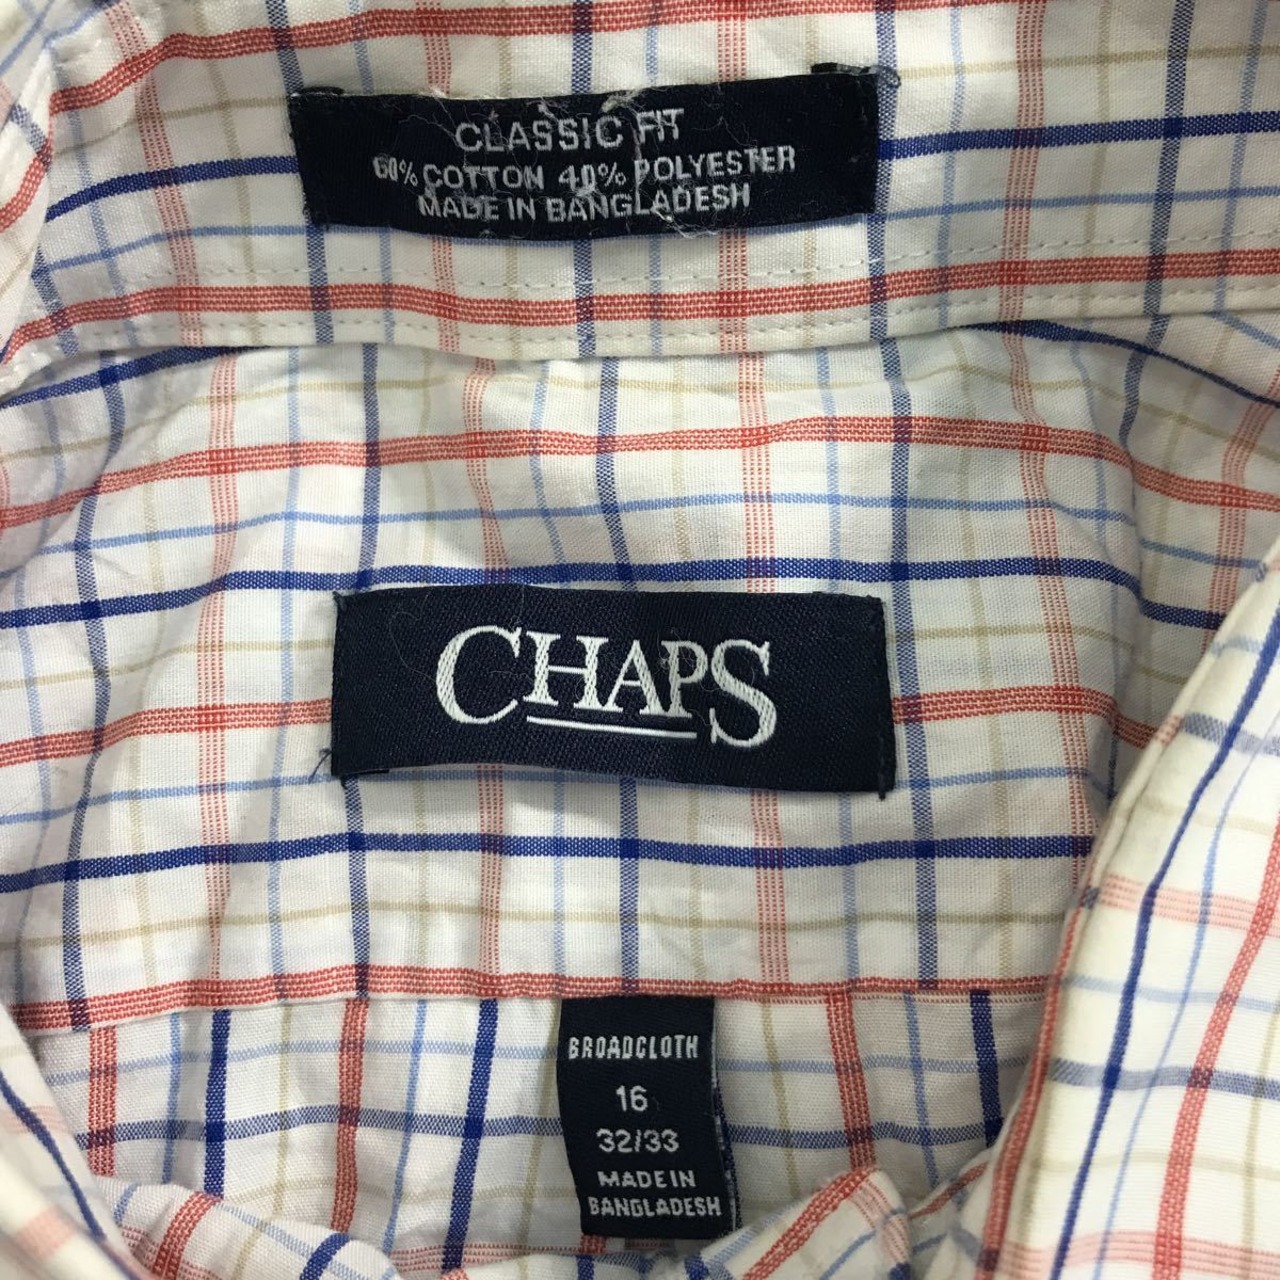 CLASSIC FIT
60% COTTON 40% POLYESTER
MADE IN BANGLADESH
CHAPS
BROADCLOTH
16
32/33
MADE IN
BANGLADESH